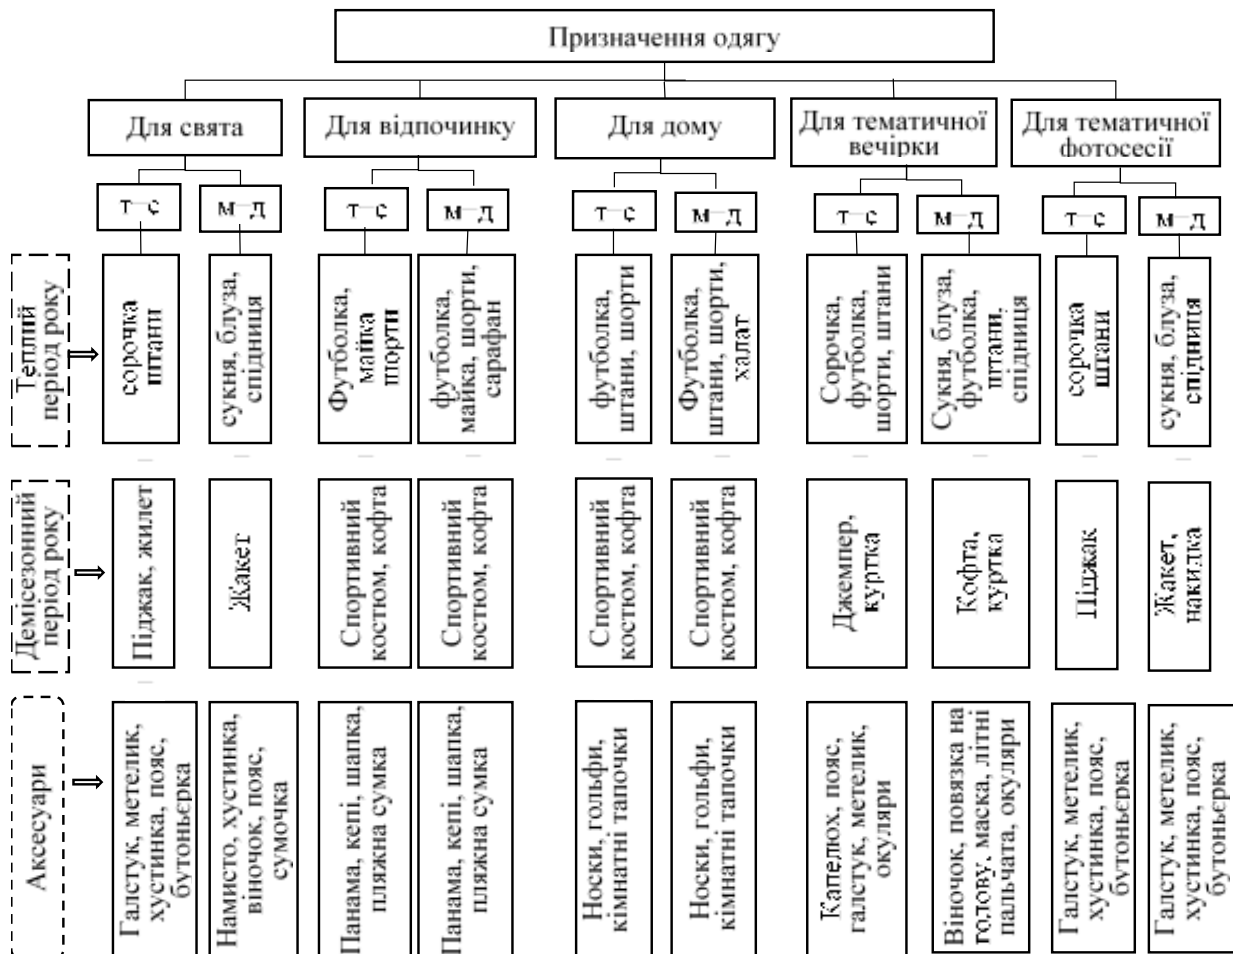 Призначення одягу
Для свята
Для відпочинку
Для дому
Для тематичної
вечірки
Для тематичної
фотосесії
т–с
м–д
т–с
м–д
т–с
м–д
т–с
м–д
т–с
м–д
Теплий
період року
сорочка
штани
сукня, блуза,
спідниця
Футболка,
майка
шорти
футболка,
майка, шорти,
сарафан
футболка,
штани, шорти
Футболка,
штани, шорти,
халат
Сорочка,
футболка,
шорти, штани
Сукня, блуза,
футболка,
штани,
спідниця
сорочка
штани
сукня, блуза,
спідниця
Демісезонний
період року
Піджак, жилет
Жакет
Спортивний
костюм, кофта
Спортивний
костюм, кофта
Спортивний
костюм, кофта
Спортивний
костюм, кофта
Джемпер,
куртка
Кофта,
куртка
Піджак
Жакет,
накидка
Аксесуари
Галстук, метелик,
хустинка, пояс,
бутоньєрка
Намисто, хустинка,
віночок, пояс,
сумочка
Панама, кепі, шапка,
пляжна сумка
Панама, кепі, шапка,
пляжна сумка
Носки, гольфи,
кімнатні тапочки
Носки, гольфи,
кімнатні тапочки
Капелюх, пояс,
галстук, метелик,
окуляри
Віночок, повязка на
голову, маска, літні
пальчата, окуляри
Галстук, метелик,
хустинка, пояс,
бутоньєрка
Галстук, метелик,
хустинка, пояс,
бутоньєрка